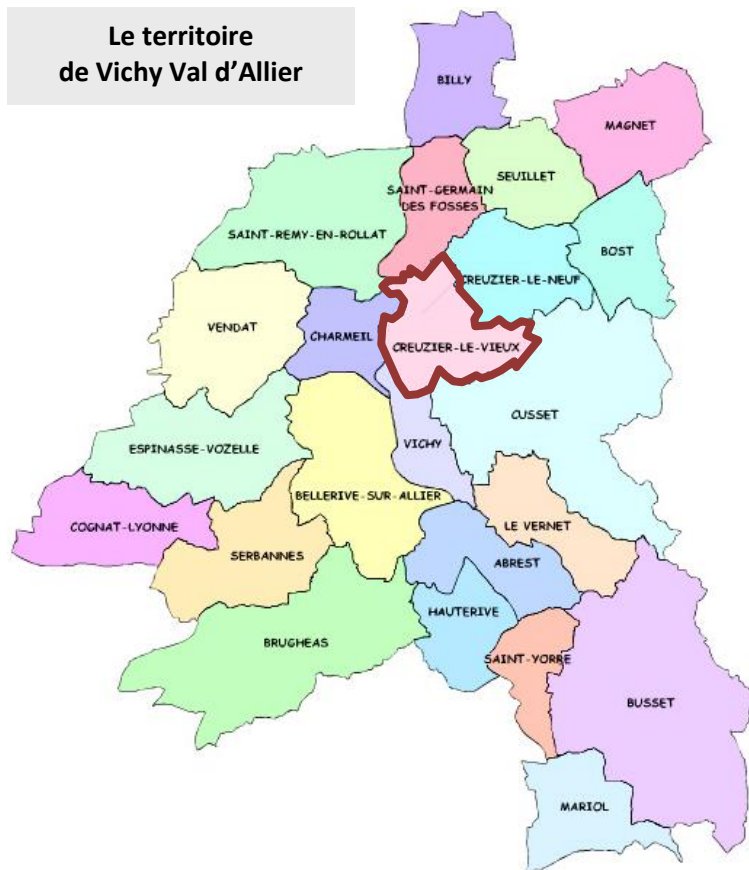 Le territoire
de Vichy Val d'Allier
BILLY
MAGNET
SEUILLET
SAINT-GERMAIN
DES FOSSES
SAINT-REMY-EN-ROLLAT
BOST
CREUZIER-LE-NEUF
VENDAT
CHARMEIL
CREUZIER-LE-VIEUX
CUSSET
VICHY
ESPINASSE-VOZELLE
BELLERIVE-SUR-ALLIER
COGNAT-LYONNE
LE VERNET
SERBANNES
ABREST
HAUTERIVE
BRUGHEAS
SAINT-YORRE
BUSSET
MARIOL